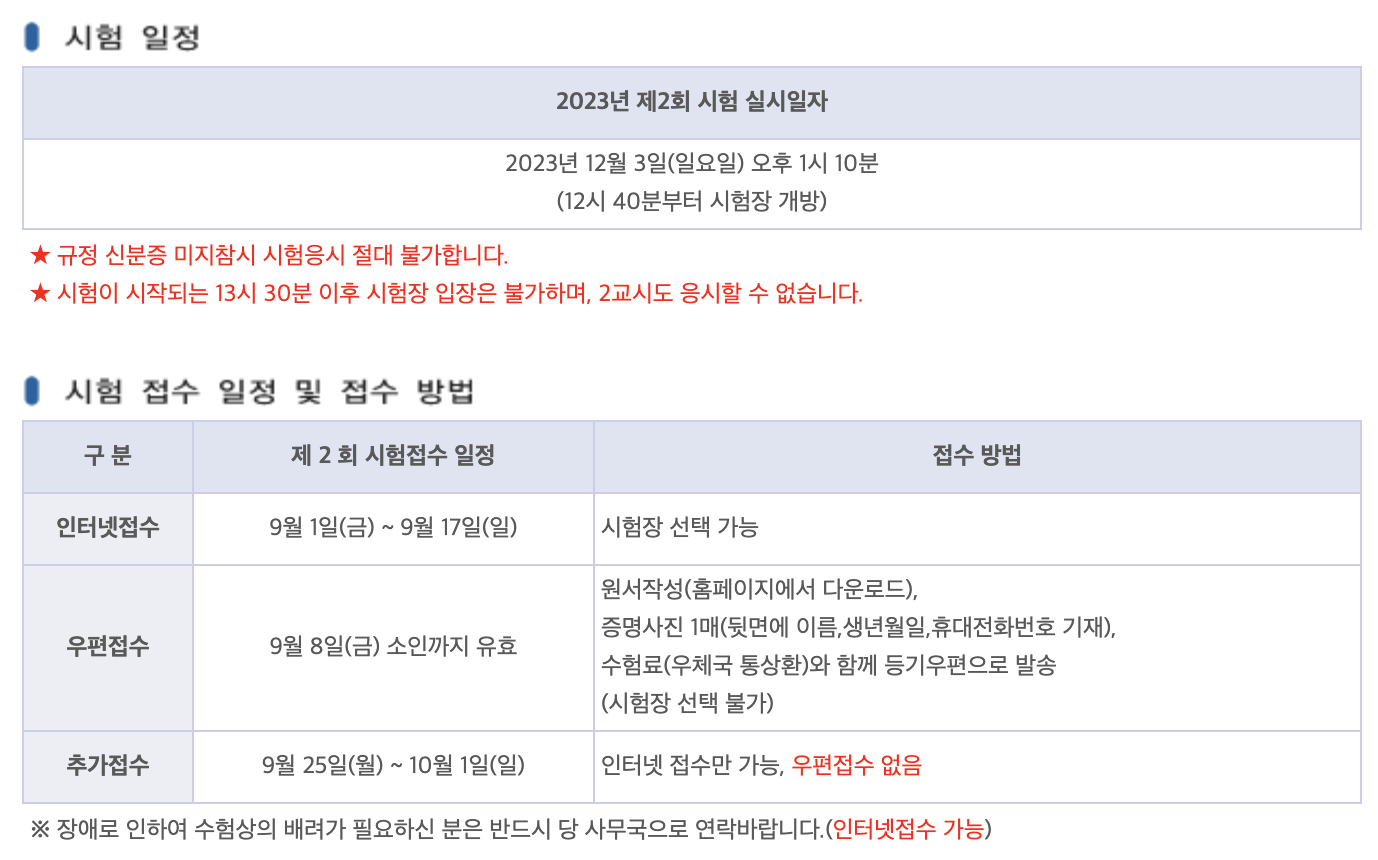 시험 일정
2023년 제2회 시험 실시일자
2023년 12월 3일(일요일) 오후 1시 10분
(12시 40분부터 시험장 개방)
★ 규정 신분증 미지참시 시험응시 절대 불가합니다.
★ 시험이 시작되는 13시 30분 이후 시험장 입장은 불가하며, 2교시도 응시할 수 없습니다.
시험 접수 일정 및 접수 방법
구 분 제 2 회 시험접수 일정 접수 방법
인터넷접수 9월 1일(금) ~ 9월 17일(일) 시험장 선택 가능
우편접수 9월 8일(금) 소인까지 유효
원서작성(홈페이지에서 다운로드),
증명사진 1매(뒷면에 이름,생년월일,휴대전화번호 기재),
수험료(우체국 통상환)와 함께 등기우편으로 발송
(시험장 선택 불가)
추가접수 9월 25일(월) ~ 10월 1일(일) 인터넷 접수만 가능, 우편접수 없음
※ 장애로 인하여 수험상의 배려가 필요하신 분은 반드시 당 사무국으로 연락바랍니다.(인터넷접수 가능)